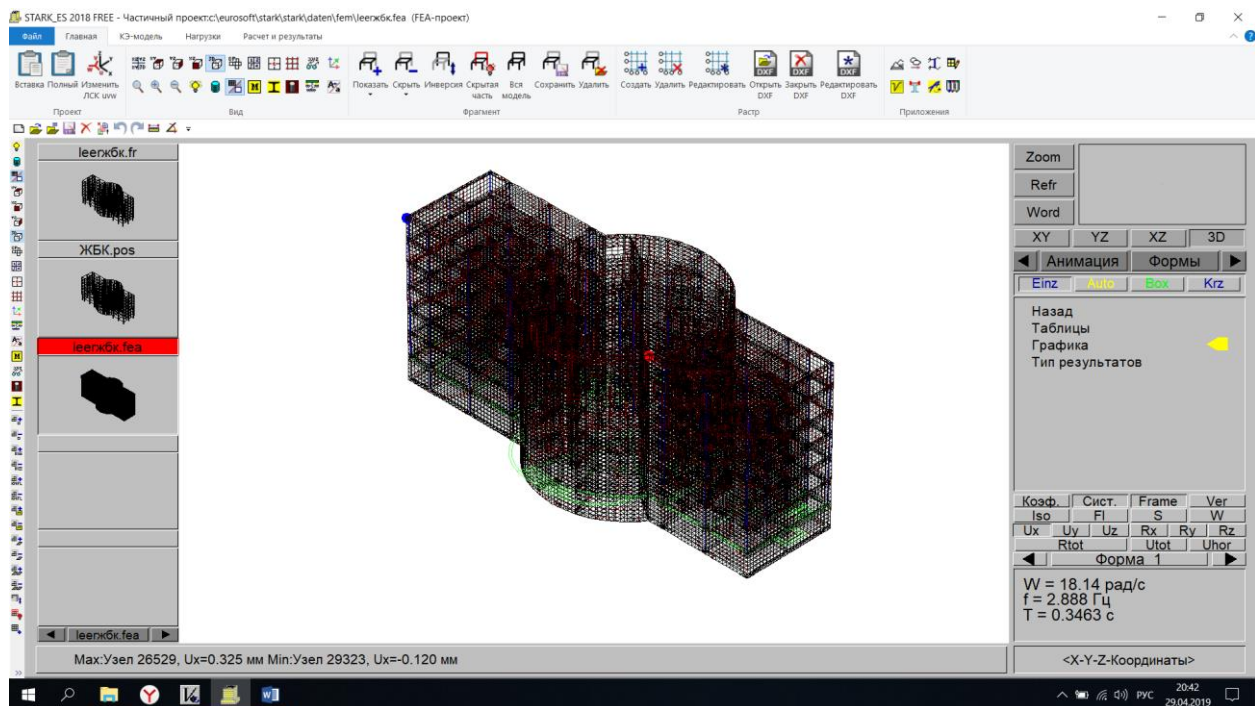 STARK_ES 2018 FREE - Частичный проект:c:\eurosoft\stark\stark\daten\fem\leerжбк.fea (FEA-проект)
Файл Главная КЭ-модель Нагрузки Расчет и результаты
Вставка Полный Изменить ЛСК uvw
Показать Скрыть Инверсия Скрытая часть Вся модель Сохранить Удалить
Создать Удалить Редактировать Открыть DXF Закрыть DXF Редактировать DXF
Проект Вид Фрагмент Растр Приложения
leerжбк.fr
ЖБК.pos
leerжбк.fea
leerжбк.fea
Zoom
Refr
Word
XY YZ XZ 3D
Анимация Формы
Einz Auto Box Krz
Назад
Таблицы
Графика
Тип результатов
Коэф. Сист. Frame Ver
Iso Fl S W
Ux Uy Uz Rx Ry Rz
Rtot Utot Uhor
Форма 1
W = 18.14 рад/с
f = 2.888 Гц
T = 0.3463 с
Max:Узел 26529, Ux=0.325 мм Min:Узел 29323, Ux=-0.120 мм
<X-Y-Z-Координаты>
РУС
20:42
29.04.2019